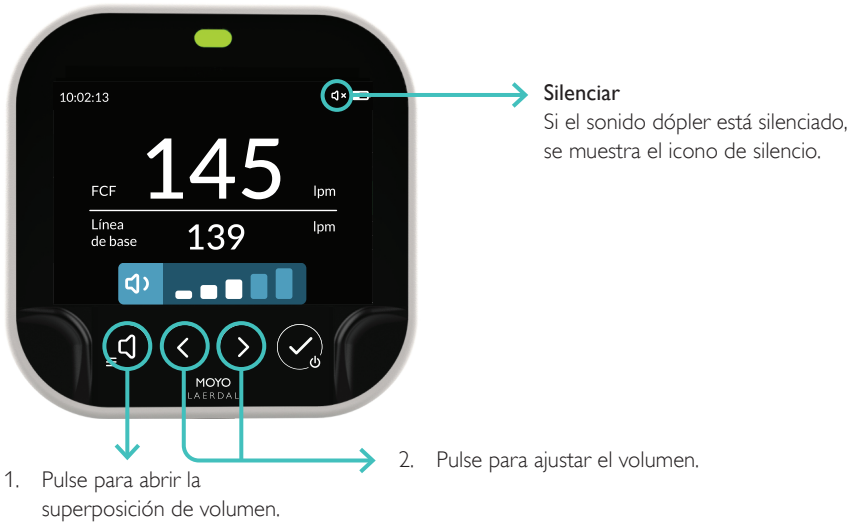 10:02:13
145
FCF
lpm
Línea
de base
139
lpm
MOYO
LAERDAL
Silenciar
Si el sonido dópler está silenciado,
se muestra el icono de silencio.
1. Pulse para abrir la
superposición de volumen.
2. Pulse para ajustar el volumen.